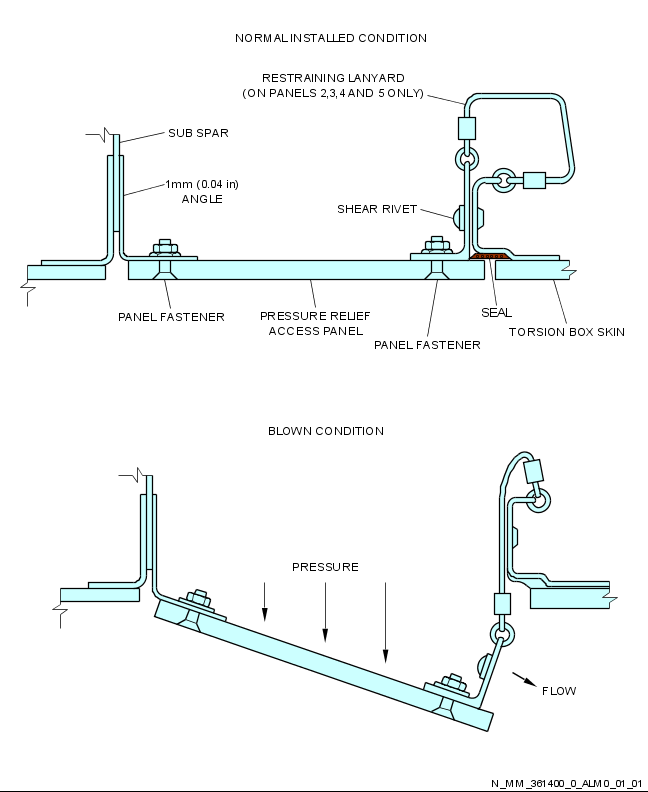 NORMAL INSTALLED CONDITION
RESTRAINING LANYARD
(ON PANELS 2,3,4 AND 5 ONLY)
SUB SPAR
1mm (0.04 in)
ANGLE
SHEAR RIVET
PANEL FASTENER
PRESSURE RELIEF
ACCESS PANEL
PANEL FASTENER
SEAL
TORSION BOX SKIN
BLOWN CONDITION
PRESSURE
FLOW
N_MM_361400_0_ALM0_01_01